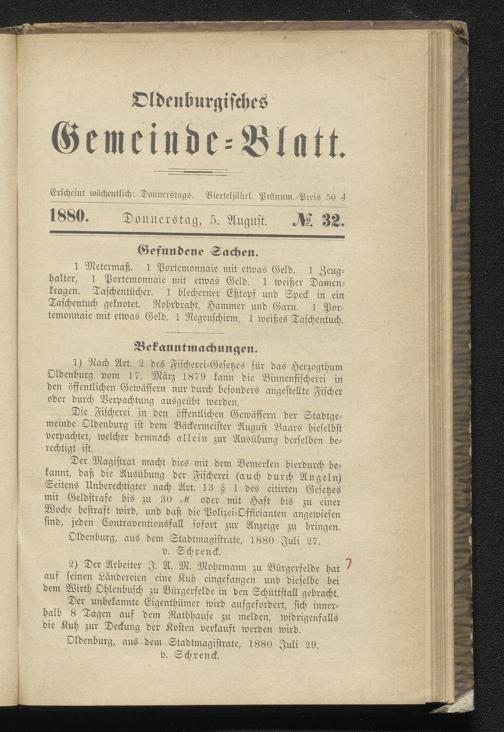 Oldenburgisches
Gemeinde=Blatt.
Erscheint wöchentlich: Donnerstags. Vierteljährl. Pränum.-Preis 50 ₰
1880. Donnerstag, 5. August. № 32.
Gefundene Sachen.
1 Metermaß. 1 Portemonnaie mit etwas Geld. 1 Zeug-
halter, 1 Portemonnaie mit etwas Geld. 1 weißer Damen-
kragen. Taschentücher. 1 blecherner Eßtopf und Speck in ein
Taschentuch geknotet. Rohrdraht, Hammer und Garn. 1 Por-
temonnaie mit etwas Geld. 1 Regenschirm. 1 weißes Taschentuch.
Bekanntmachungen.
1) Nach Art. 2 des Fischerei-Gesetzes für das Herzogthum
Oldenburg vom 17. März 1879 kann die Binnenfischerei in
den öffentlichen Gewässern nur durch besonders angestellte Fischer
oder durch Verpachtung ausgeübt werden.
Die Fischerei in den öffentlichen Gewässern der Stadtge-
meinde Oldenburg ist dem Bäckermeister August Baars hieselbst
verpachtet, welcher demnach allein zur Ausübung derselben be-
rechtigt ist.
Der Magistrat macht dies mit dem Bemerken hierdurch be-
kannt, daß die Ausübung der Fischerei (auch durch Angeln)
Seitens Unberechtigter nach Art. 13 § 1 des citirten Gesetzes
mit Geldstrafe bis zu 30 ℳ oder mit Haft bis zu einer
Woche bestraft wird, und daß die Polizei-Officianten angewiesen
sind, jeden Contraventionsfall sofort zur Anzeige zu bringen.
Oldenburg, aus dem Stadtmagistrate, 1880 Juli 27.
v. Schrenck.
2) Der Arbeiter J. A. M. Mohrmann zu Bürgerfelde hat
auf seinen Ländereien eine Kuh eingefangen und dieselbe bei
dem Wirth Ohlenbusch zu Bürgerfelde in den Schüttstall gebracht.
Der unbekannte Eigenthümer wird aufgefordert, sich inner-
halb 8 Tagen auf dem Rathhause zu melden, widrigenfalls
die Kuh zur Deckung der Kosten verkauft werden wird.
Oldenburg, aus dem Stadtmagistrate, 1880 Juli 29.
v. Schrenck.